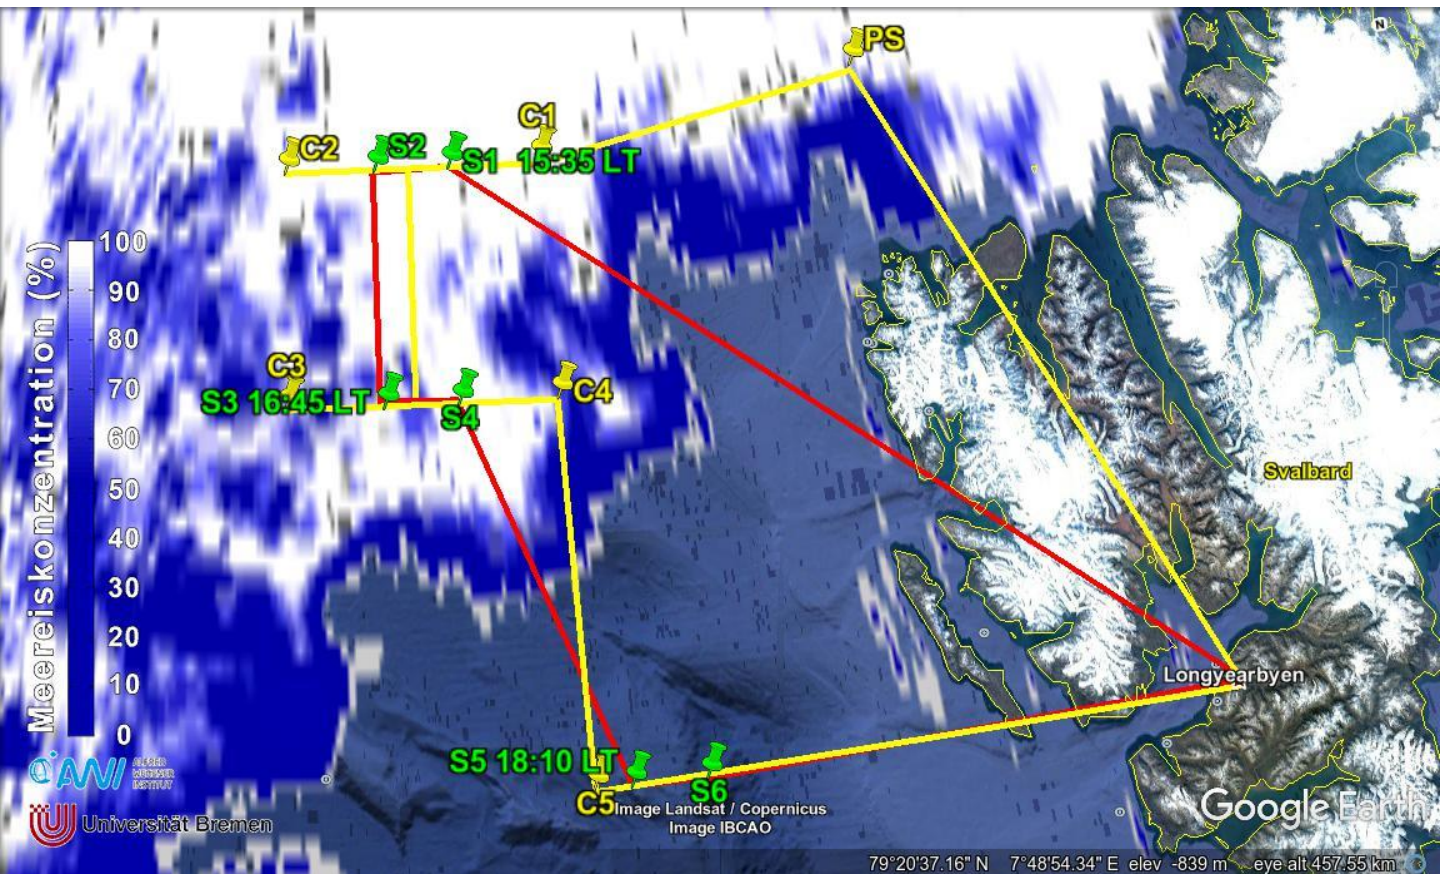 PS
N
C1
C2
S2
S1 15:35 LT
Meereiskonzentration (%)
100
90
80
70
60
50
40
30
20
10
0
C3
S3 16:45 LT
S4
C4
Svalbard
Longyearbyen
S5 18:10 LT
C5
S6
AWI
ALFRED
WEGENER
INSTITUT
Universität Bremen
Image Landsat / Copernicus
Image IBCAO
Google Earth
79°20'37.16" N 7°48'54.34" E elev -839 m eye alt 457.55 km